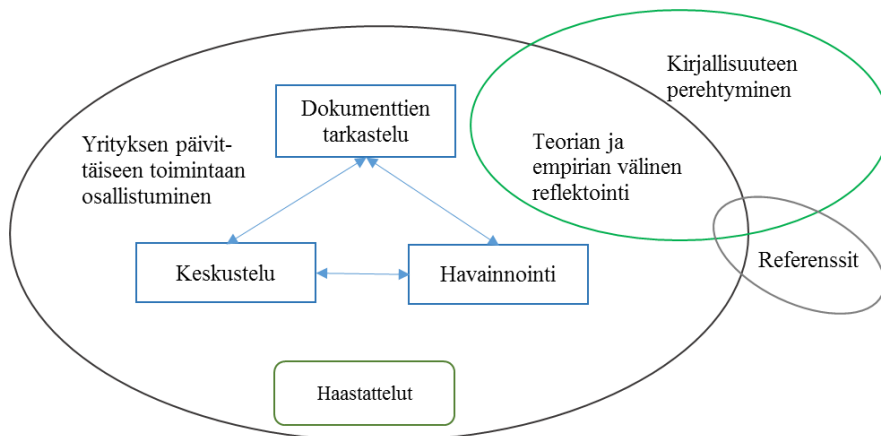 Kirjallisuuteen
perehtyminen
Dokumenttien
tarkastelu
Yrityksen päivit-
täiseen toimintaan
osallistuminen
Teorian ja
empirian välinen
reflektointi
Keskustelu
Havainnointi
Referenssit
Haastattelut